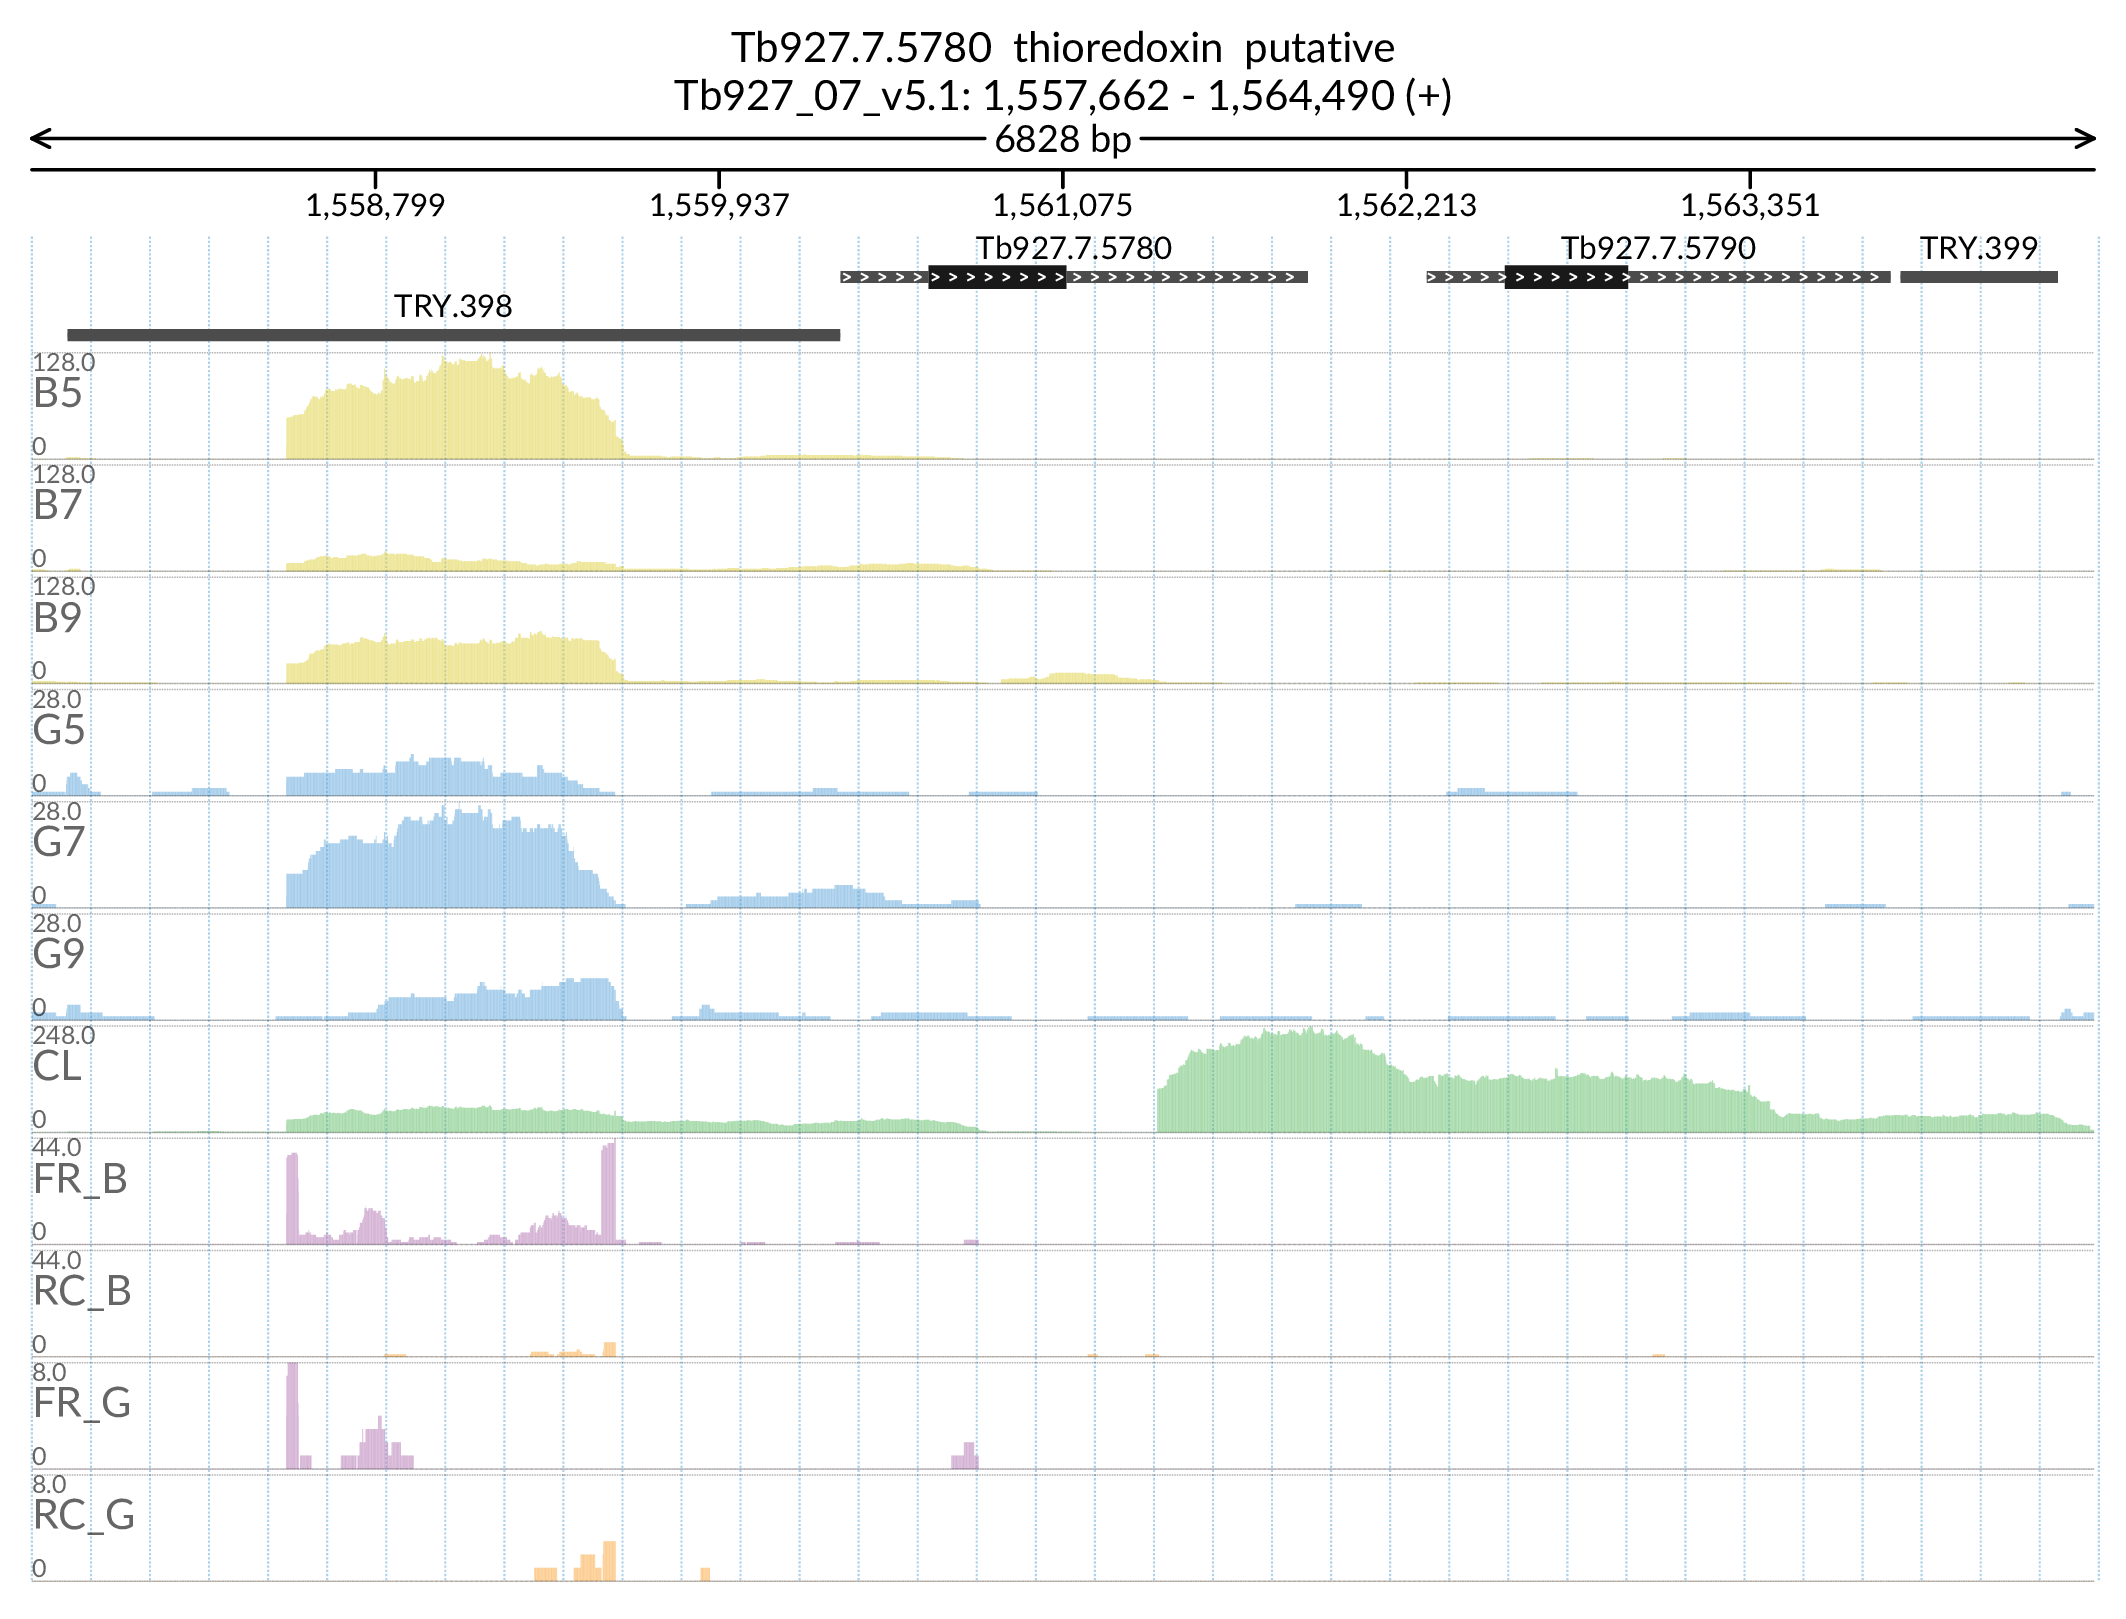 Tb927.7.5780 thioredoxin putative
Tb927_07_v5.1: 1,557,662 - 1,564,490 (+)
6828 bp
1,558,799 1,559,937 1,561,075 1,562,213 1,563,351
Tb927.7.5780 Tb927.7.5790 TRY.399
TRY.398
128.0
B5
0
128.0
B7
0
128.0
B9
0
28.0
G5
0
28.0
G7
0
28.0
G9
0
248.0
CL
0
44.0
FR_B
0
44.0
RC_B
0
8.0
FR_G
0
8.0
RC_G
0